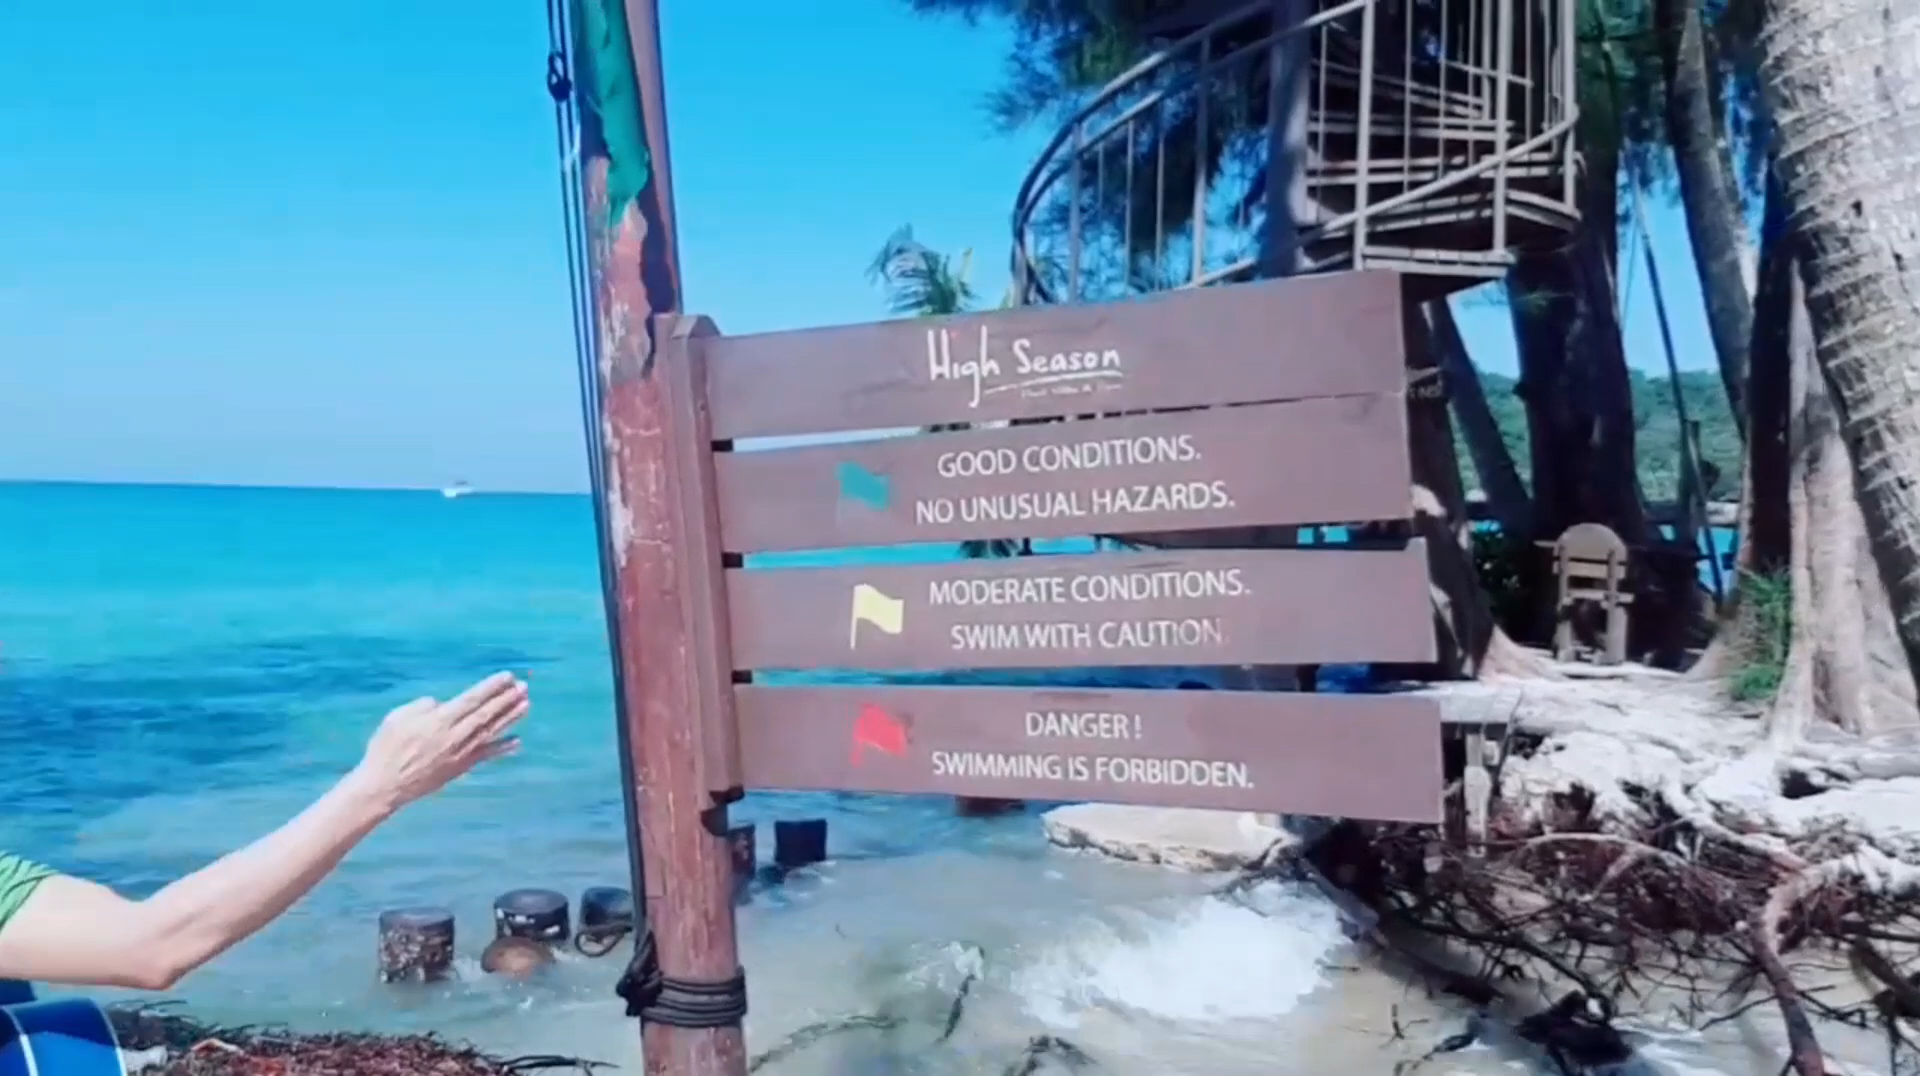 High Season
GOOD CONDITIONS.
NO UNUSUAL HAZARDS.
MODERATE CONDITIONS.
SWIM WITH CAUTION
DANGER !
SWIMMING IS FORBIDDEN.